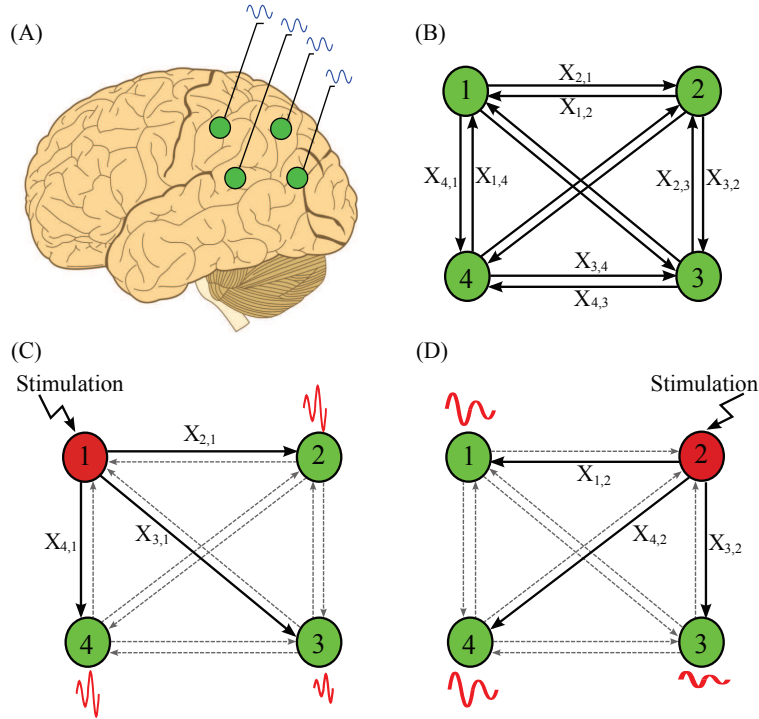 (A)
(B)
1
2
3
4
X2,1
X1,2
X4,1
X1,4
X2,3
X3,2
X3,4
X4,3
(C)
Stimulation
1
2
3
4
X2,1
X4,1
X3,1
(D)
Stimulation
1
2
3
4
X1,2
X4,2
X3,2